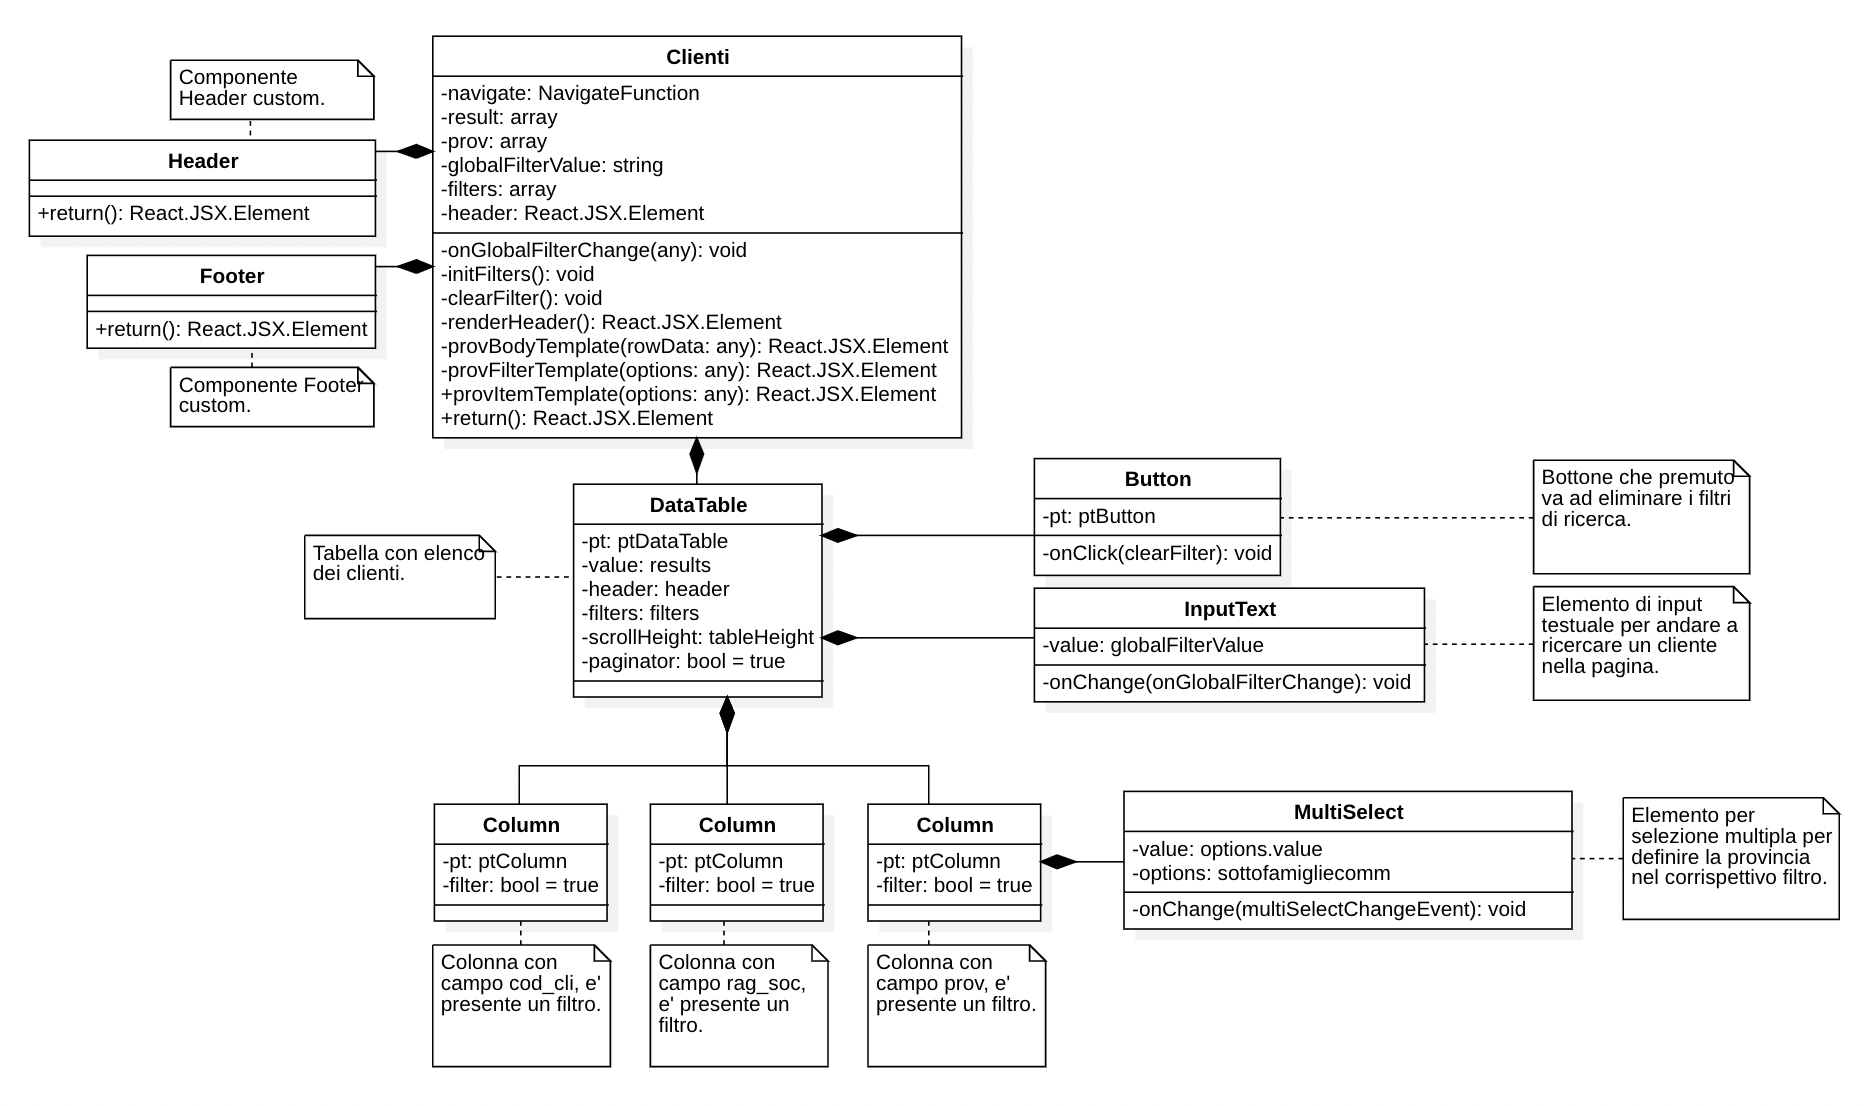 Clienti
-navigate: NavigateFunction
-result: array
-prov: array
-globalFilterValue: string
-filters: array
-header: React.JSX.Element
-onGlobalFilterChange(any): void
-initFilters(): void
-clearFilter(): void
-renderHeader(): React.JSX.Element
-provBodyTemplate(rowData: any): React.JSX.Element
-provFilterTemplate(options: any): React.JSX.Element
+provItemTemplate(options: any): React.JSX.Element
+return(): React.JSX.Element
Componente
Header custom.
Header
+return(): React.JSX.Element
Footer
+return(): React.JSX.Element
Componente Footer
custom.
DataTable
-pt: ptDataTable
-value: results
-header: header
-filters: filters
-scrollHeight: tableHeight
-paginator: bool = true
Tabella con elenco
dei clienti.
Button
-pt: ptButton
-onClick(clearFilter): void
Bottone che premuto
va ad eliminare i filtri
di ricerca.
InputText
-value: globalFilterValue
-onChange(onGlobalFilterChange): void
Elemento di input
testuale per andare a
ricercare un cliente
nella pagina.
Column
-pt: ptColumn
-filter: bool = true
Colonna con
campo cod_cli, e'
presente un filtro.
Column
-pt: ptColumn
-filter: bool = true
Colonna con
campo rag_soc,
e' presente un
filtro.
Column
-pt: ptColumn
-filter: bool = true
Colonna con
campo prov, e'
presente un filtro.
MultiSelect
-value: options.value
-options: sottofamigliecomm
-onChange(multiSelectChangeEvent): void
Elemento per
selezione multipla per
definire la provincia
nel corrispettivo filtro.